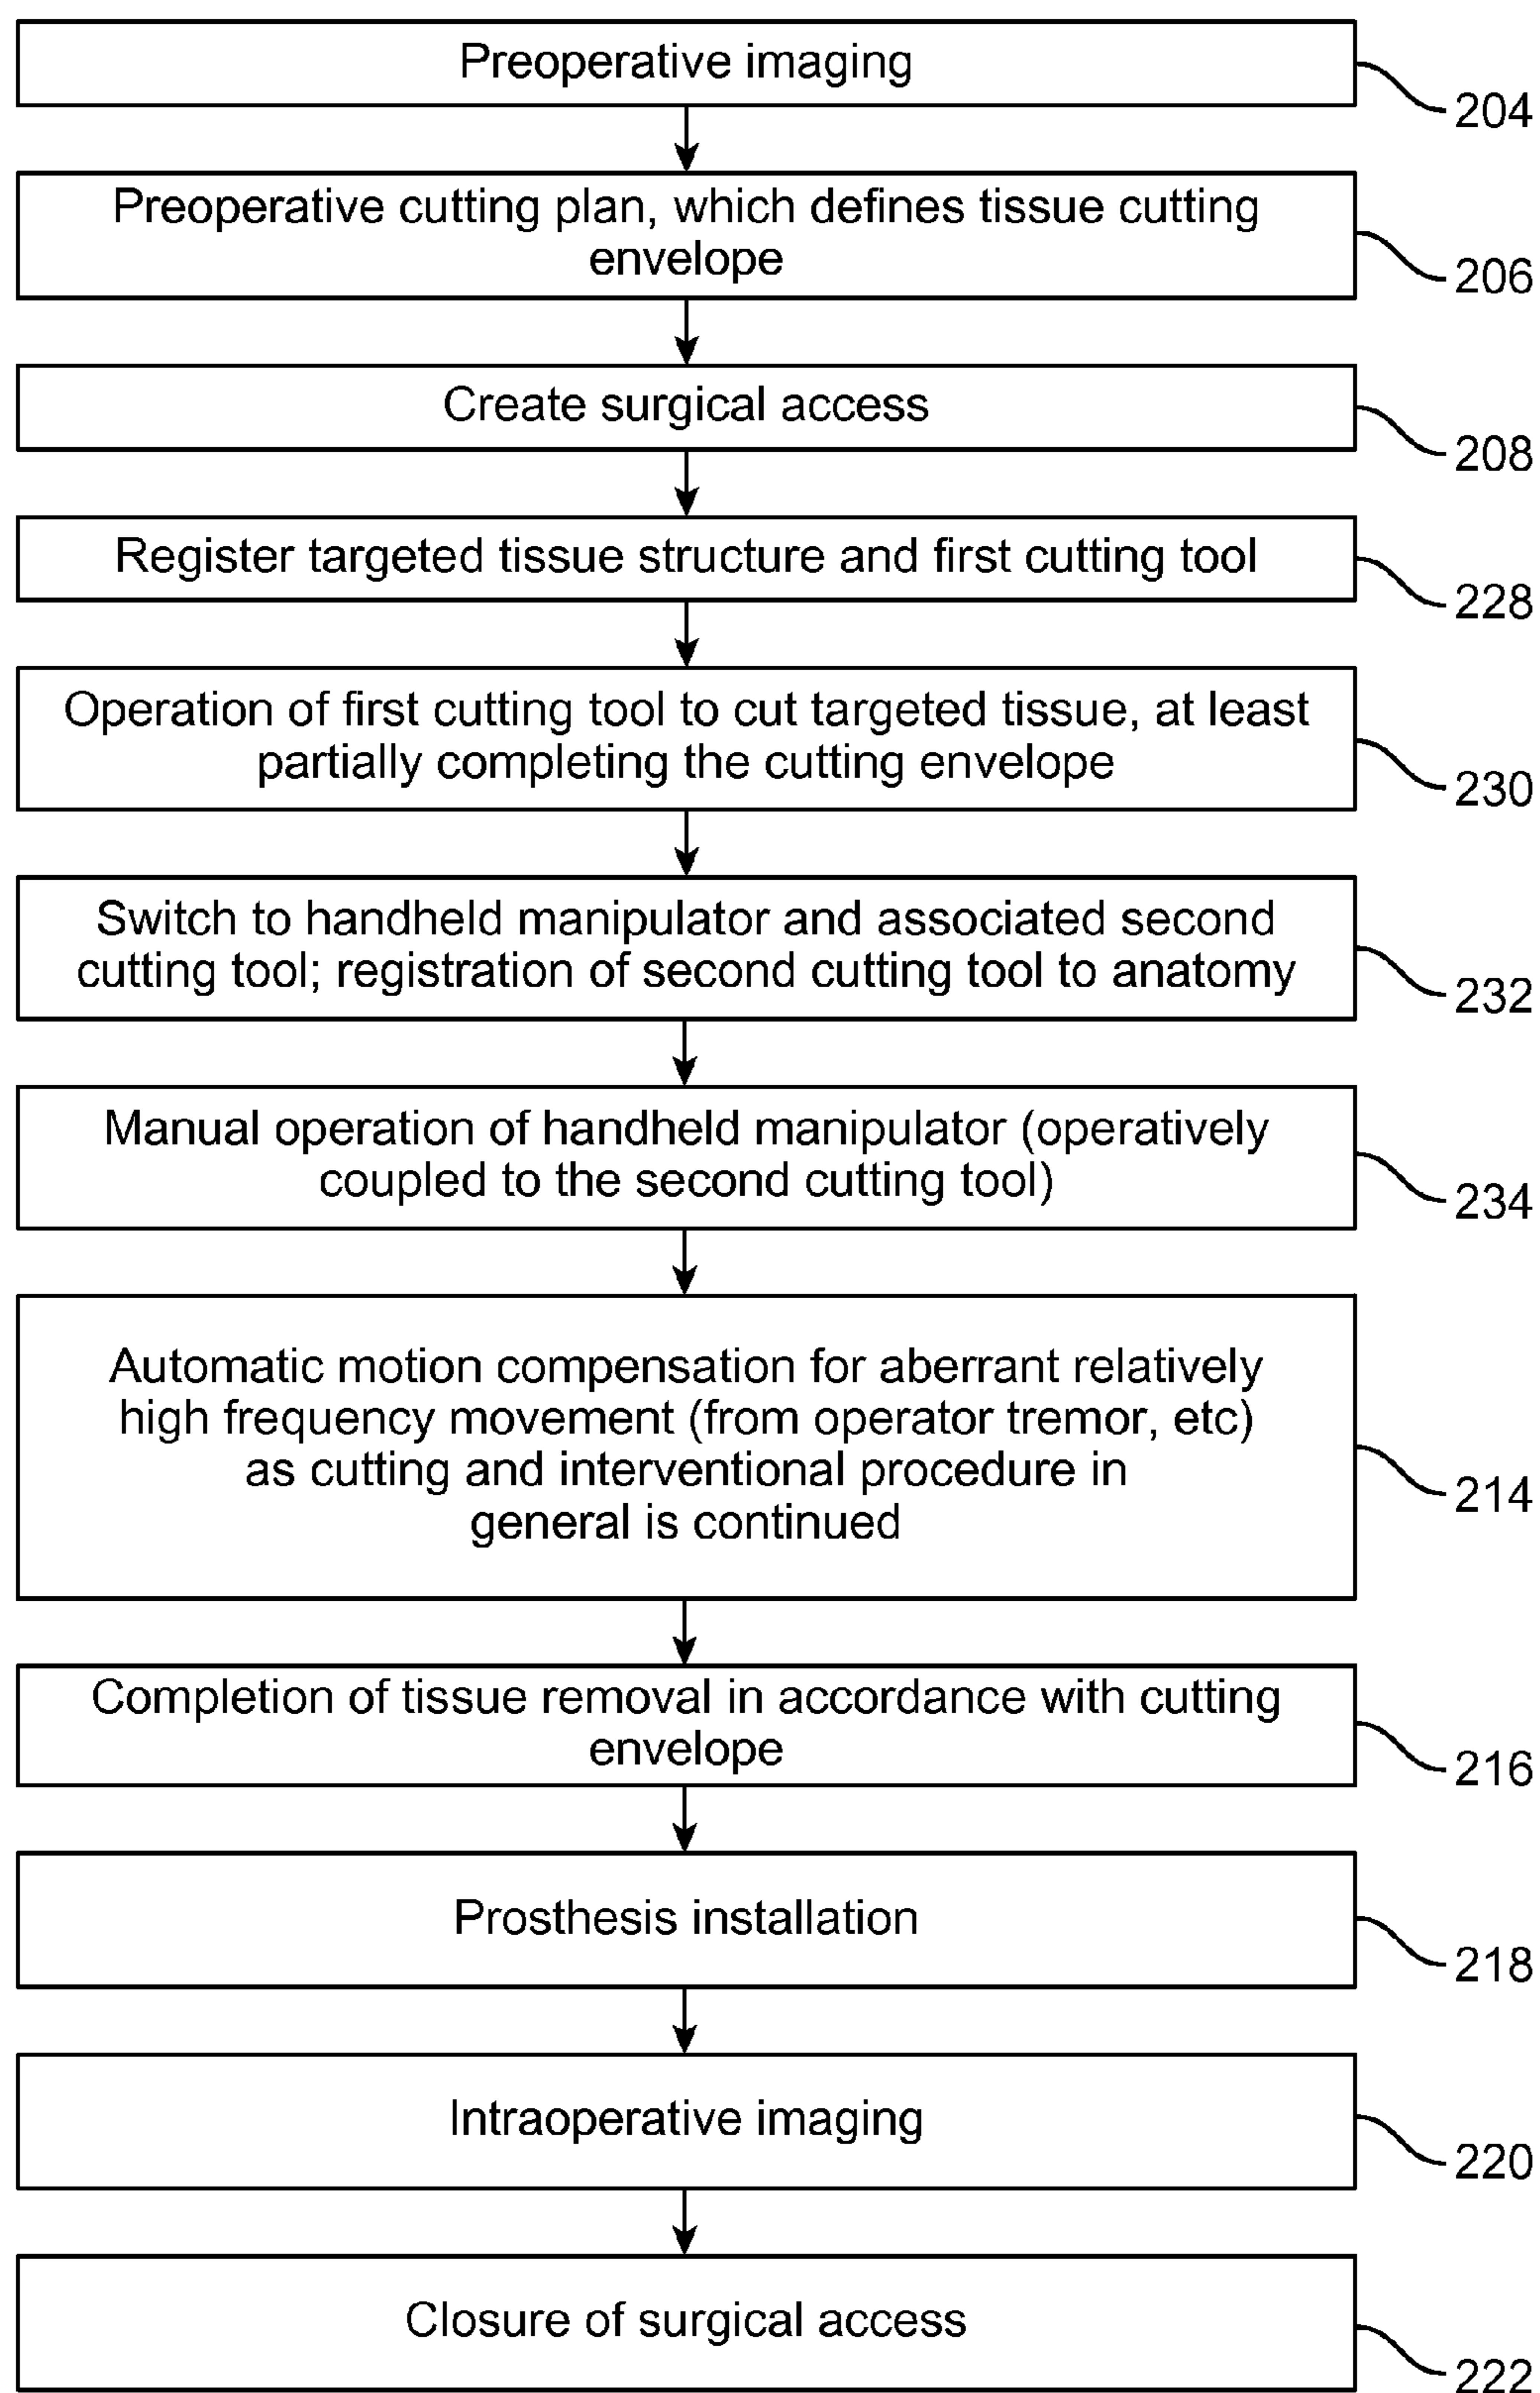 Preoperative imaging
204
Preoperative cutting plan, which defines tissue cutting
envelope
206
Create surgical access
208
Register targeted tissue structure and first cutting tool
228
Operation of first cutting tool to cut targeted tissue, at least
partially completing the cutting envelope
230
Switch to handheld manipulator and associated second
cutting tool; registration of second cutting tool to anatomy
232
Manual operation of handheld manipulator (operatively
coupled to the second cutting tool)
234
Automatic motion compensation for aberrant relatively
high frequency movement (from operator tremor, etc)
as cutting and interventional procedure in
general is continued
214
Completion of tissue removal in accordance with cutting
envelope
216
Prosthesis installation
218
Intraoperative imaging
220
Closure of surgical access
222